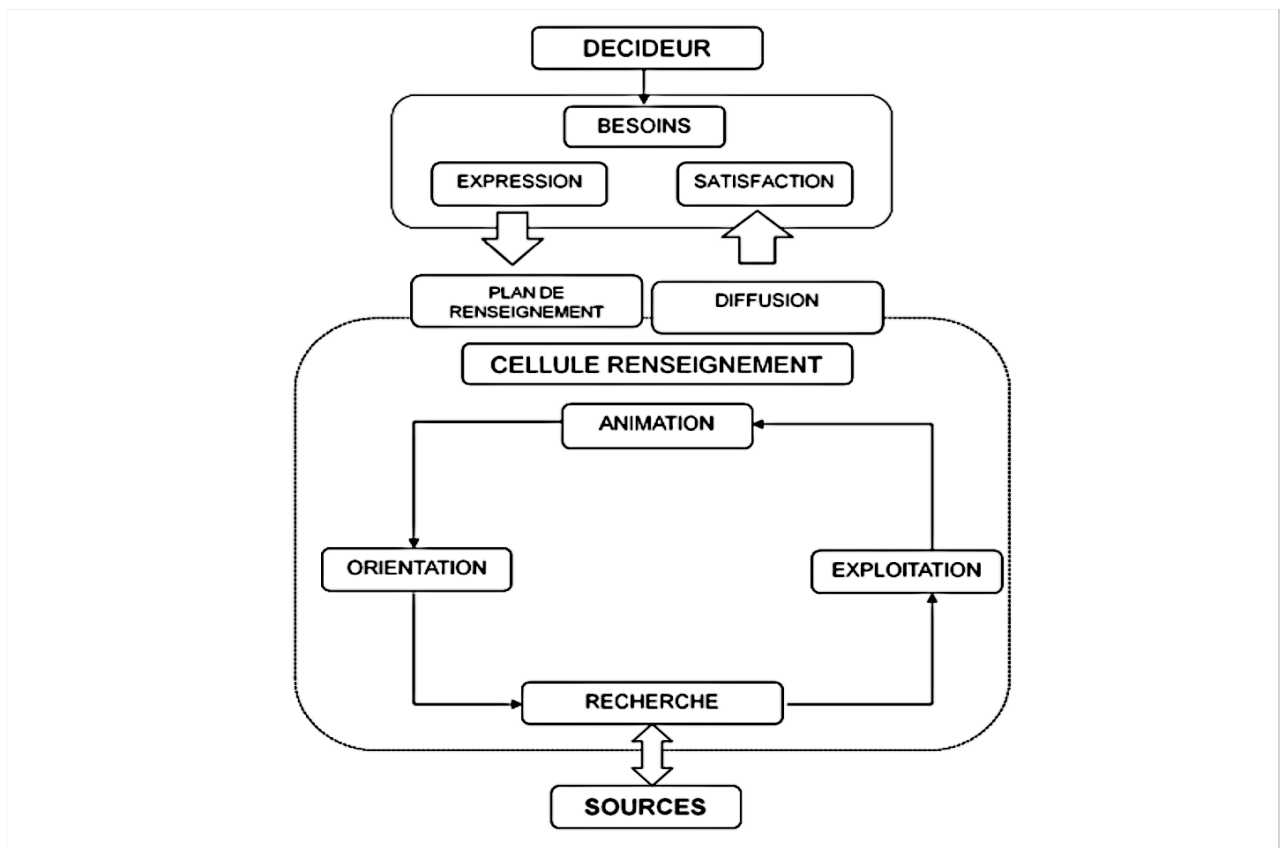 DECIDEUR
BESOINS
EXPRESSION
SATISFACTION
PLAN DE
RENSEIGNEMENT
DIFFUSION
CELLULE RENSEIGNEMENT
ANIMATION
ORIENTATION
EXPLOITATION
RECHERCHE
SOURCES